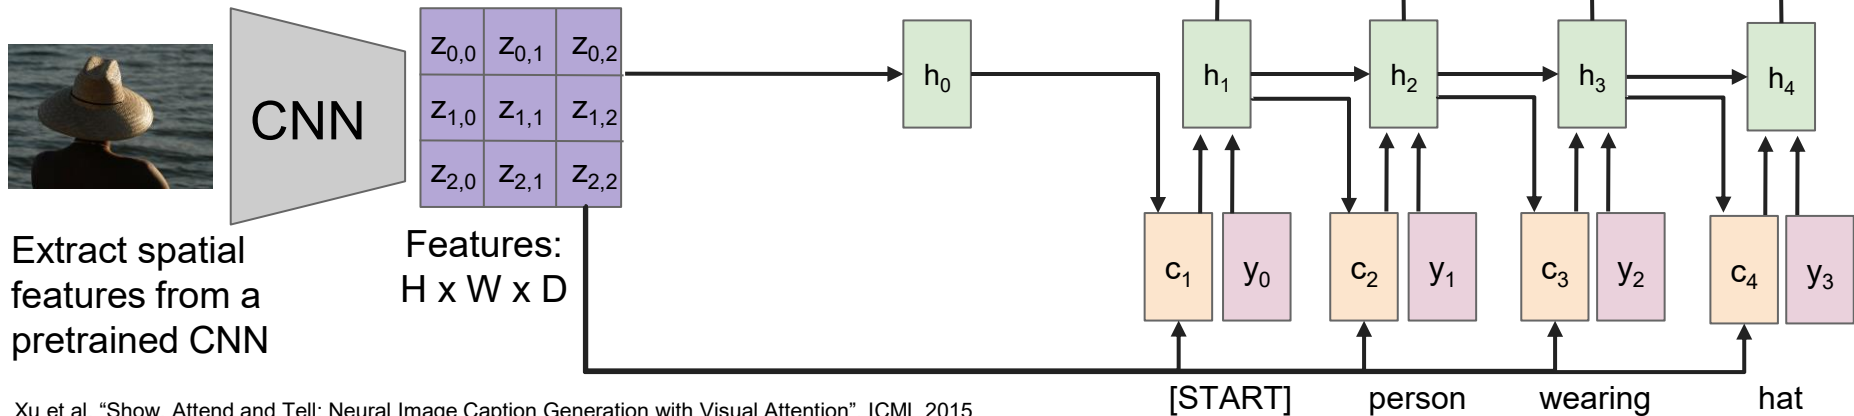 CNN
z0,0 z0,1 z0,2
z1,0 z1,1 z1,2
z2,0 z2,1 z2,2
h0
h1
h2
h3
h4
Extract spatial
features from a
pretrained CNN
Features:
H x W x D
c1 y0
c2 y1
c3 y2
c4 y3
[START] person wearing hat
Xu et al, “Show, Attend and Tell: Neural Image Caption Generation with Visual Attention”, ICML 2015